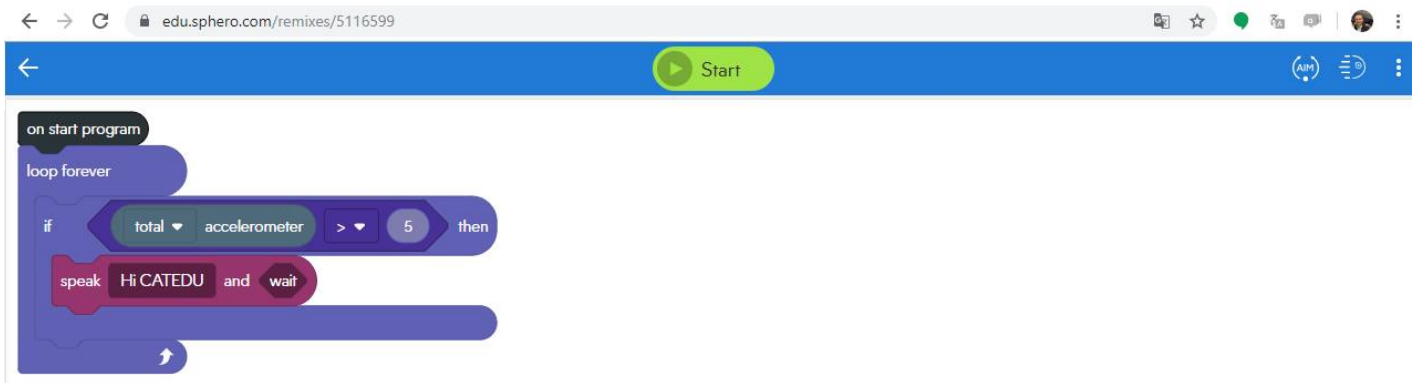 edu.sphero.com/remixes/5116599
Start
AIM
on start program
loop forever
if total accelerometer > 5 then
speak Hi CATEDU and wait